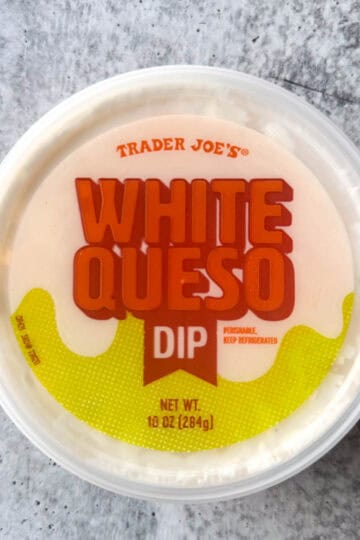 TRADER JOE'S®
WHITE
QUESO
DIP
PERISHABLE,
KEEP REFRIGERATED
NET WT.
10 OZ (284g)